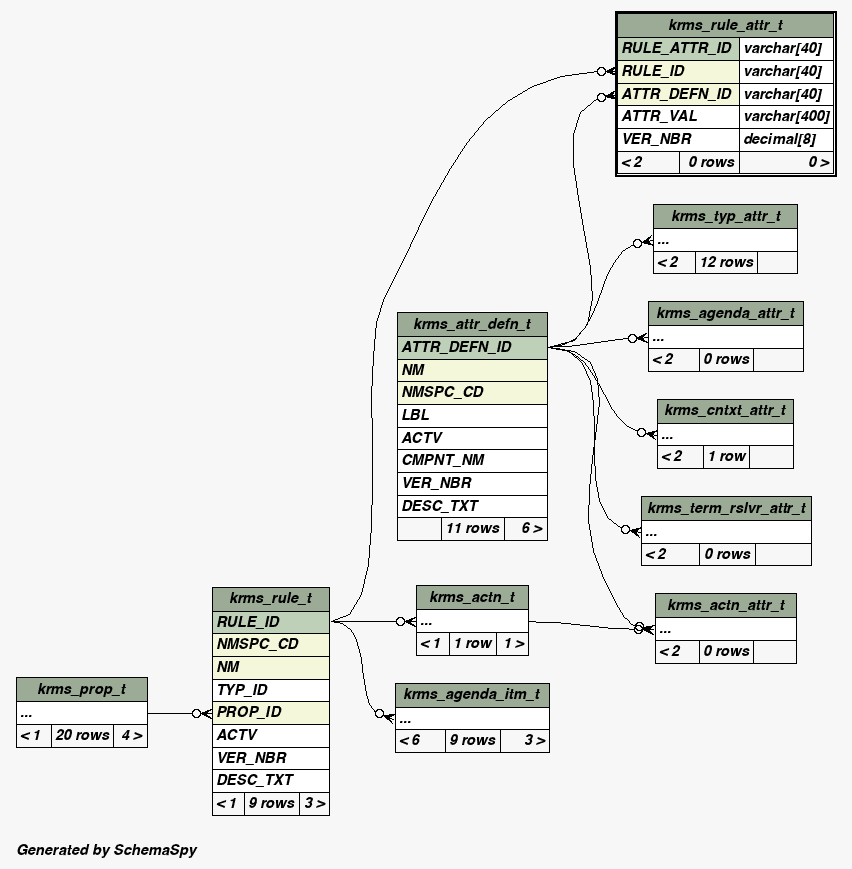 krms_rule_attr_t
RULE_ATTR_ID varchar[40]
RULE_ID varchar[40]
ATTR_DEFN_ID varchar[40]
ATTR_VAL varchar[400]
VER_NBR decimal[8]
< 2 0 rows 0 >
krms_typ_attr_t
...
< 2 12 rows
krms_agenda_attr_t
...
< 2 0 rows
krms_attr_defn_t
ATTR_DEFN_ID
NM
NMSPC_CD
LBL
ACTV
CMPNT_NM
VER_NBR
DESC_TXT
11 rows 6 >
krms_cntxt_attr_t
...
< 2 1 row
krms_term_rslvr_attr_t
...
< 2 0 rows
krms_actn_attr_t
...
< 2 0 rows
krms_actn_t
...
< 1 1 row 1 >
krms_rule_t
RULE_ID
NMSPC_CD
NM
TYP_ID
PROP_ID
ACTV
VER_NBR
DESC_TXT
< 1 9 rows 3 >
krms_agenda_itm_t
...
< 6 9 rows 3 >
krms_prop_t
...
< 1 20 rows 4 >
Generated by SchemaSpy